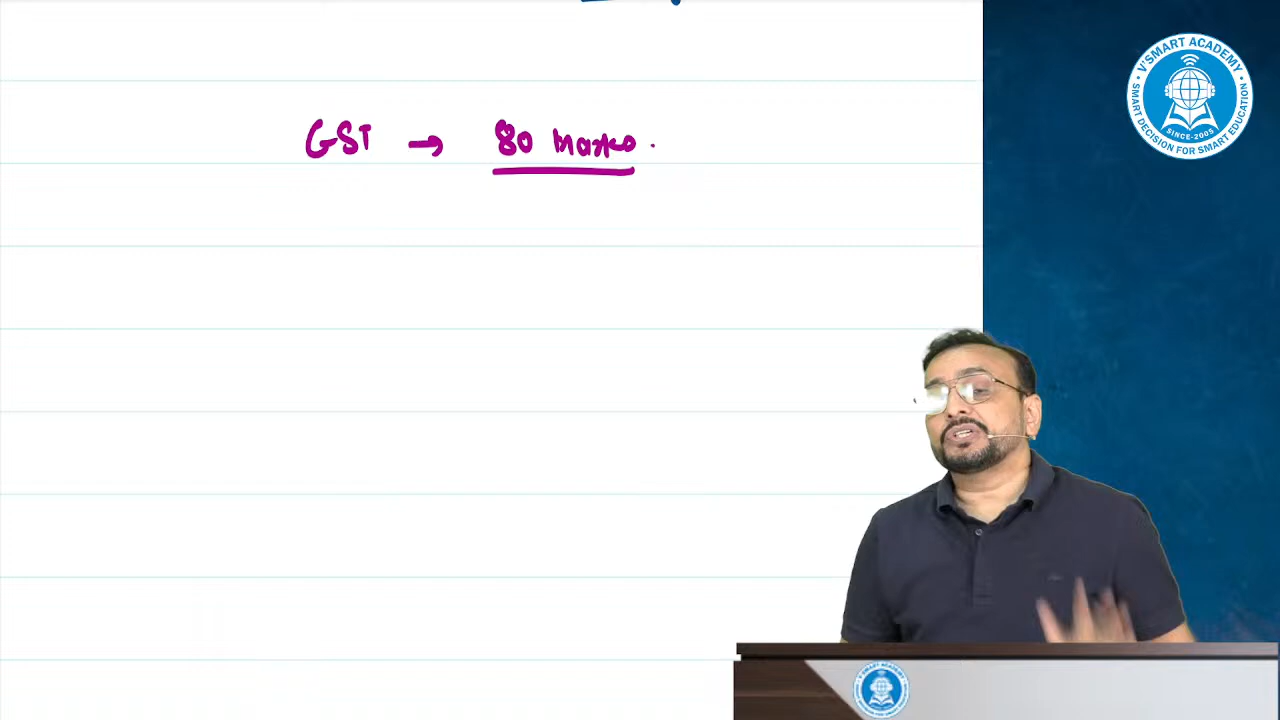 GST → 80 Marks.
V'SMART ACADEMY
SMART DECISION FOR SMART EDUCATION
SINCE-2005